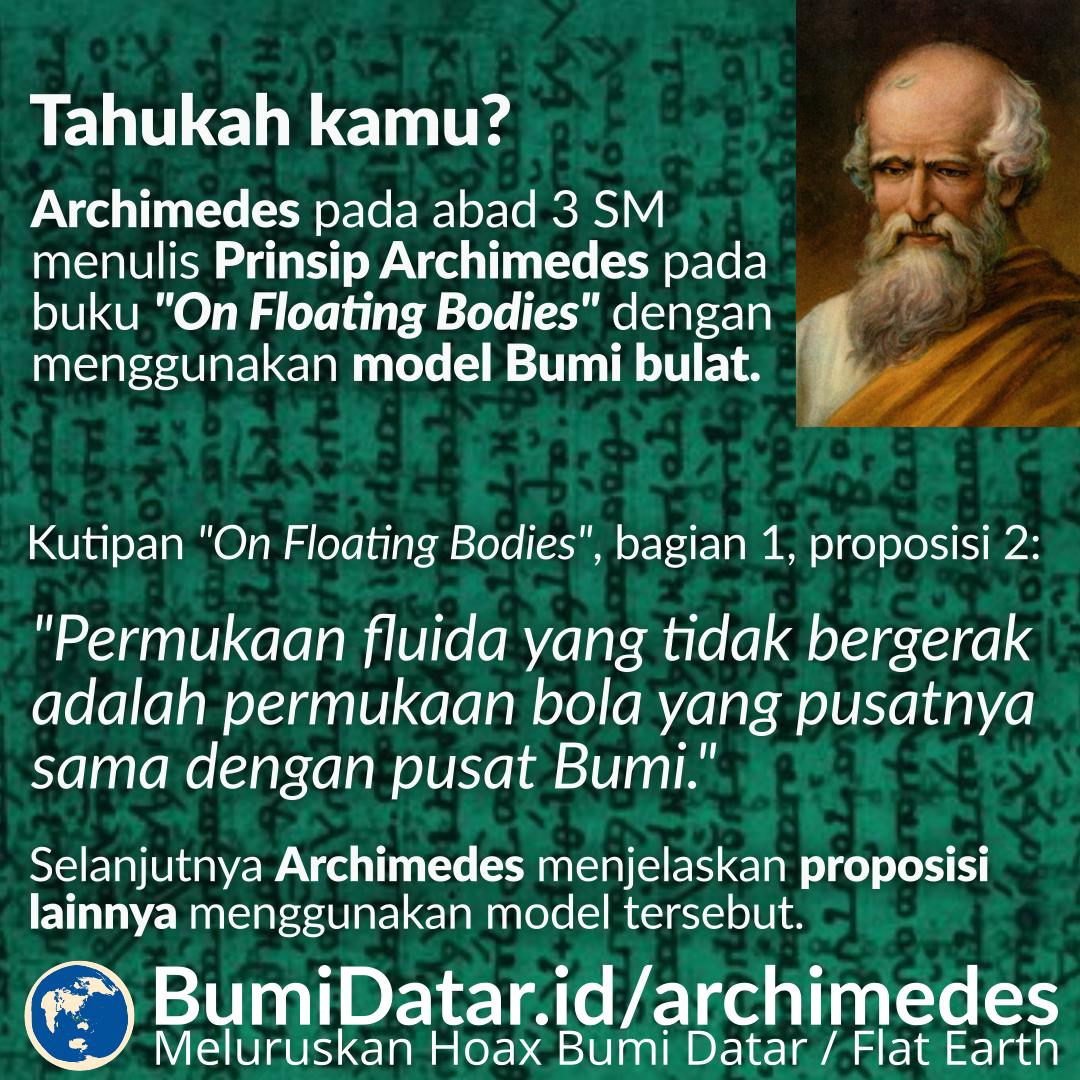 Tahukah kamu?
Archimedes pada abad 3 SM
menulis Prinsip Archimedes pada
buku "On Floating Bodies" dengan
menggunakan model Bumi bulat.
Kutipan "On Floating Bodies", bagian 1, proposisi 2:
"Permukaan fluida yang tidak bergerak
adalah permukaan bola yang pusatnya
sama dengan pusat Bumi."
Selanjutnya Archimedes menjelaskan proposisi
lainnya menggunakan model tersebut.
BumiDatar.id/archimedes
Meluruskan Hoax Bumi Datar / Flat Earth